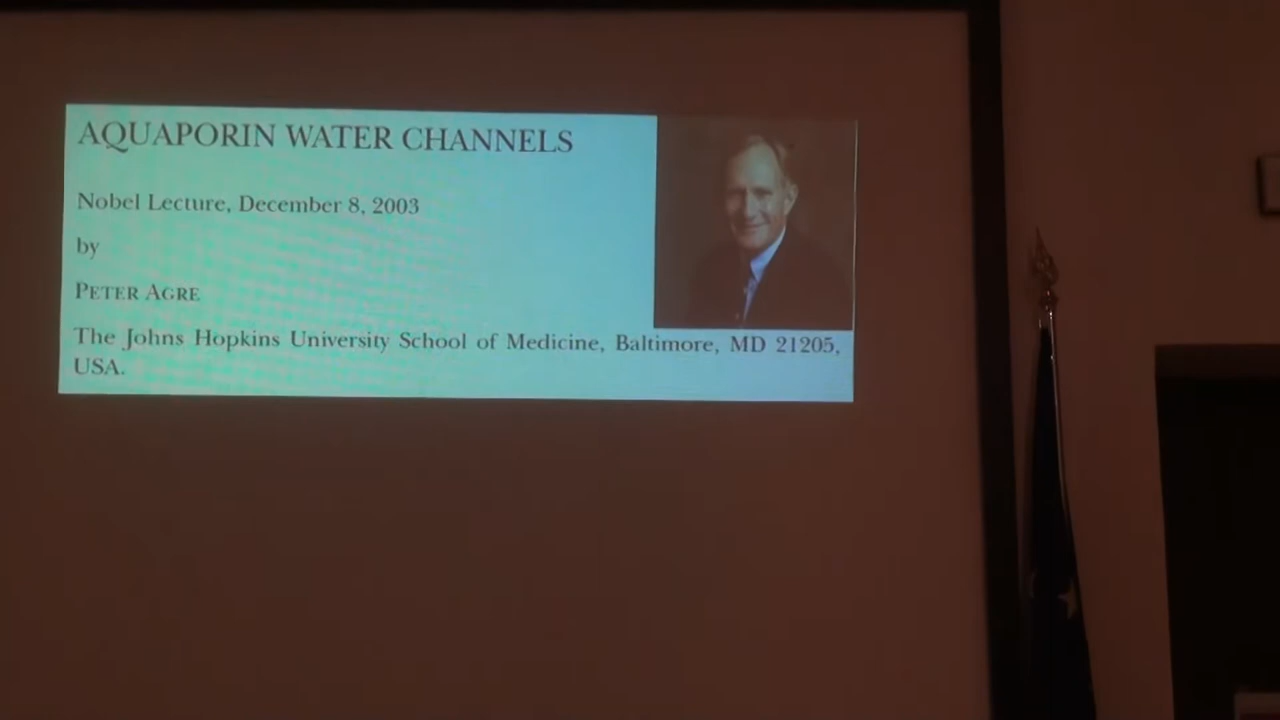 AQUAPORIN WATER CHANNELS
Nobel Lecture, December 8, 2003
by
PETER AGRE
The Johns Hopkins University School of Medicine, Baltimore, MD 21205,
USA.